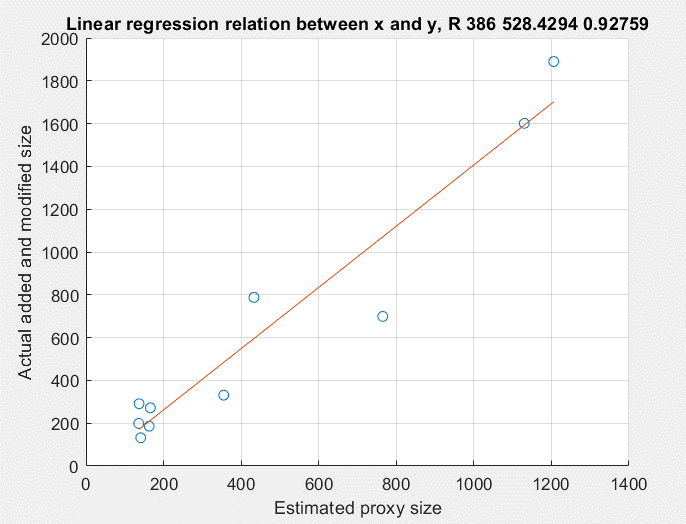 Linear regression relation between x and y, R 386 528.4294 0.92759
2000
1800
1600
1400
1200
1000
800
600
400
200
0
Actual added and modified size
0 200 400 600 800 1000 1200 1400
Estimated proxy size